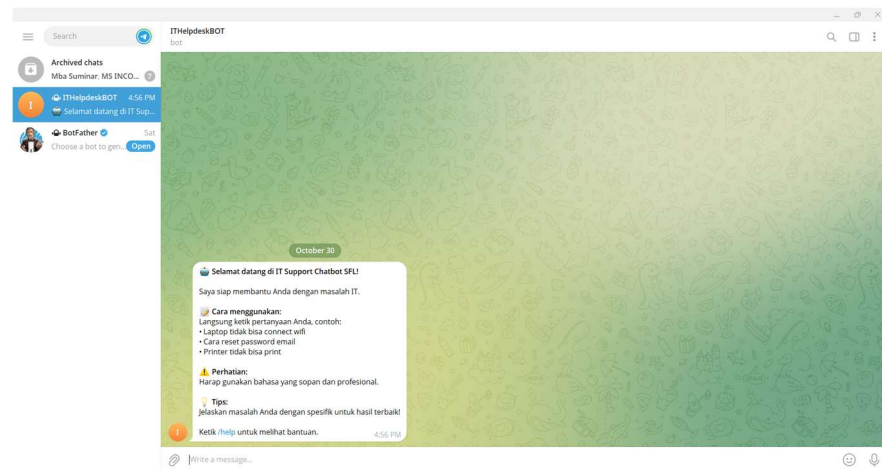 Search
Archived chats
Mba Suminar, MS INCO... 7
ITHelpdeskBOT 4:56 PM
Selamat datang di IT Sup...
BotFather Sat
Choose a bot to gen... Open
ITHelpdeskBOT
bot
October 30
Selamat datang di IT Support Chatbot SFL!
Saya siap membantu Anda dengan masalah IT.
Cara menggunakan:
Langsung ketik pertanyaan Anda, contoh:
• Laptop tidak bisa connect wifi
• Cara reset password email
• Printer tidak bisa print
Perhatian:
Harap gunakan bahasa yang sopan dan profesional.
Tips:
Jelaskan masalah Anda dengan spesifik untuk hasil terbaik!
Ketik /help untuk melihat bantuan.
4:56 PM
I
I
Write a message...